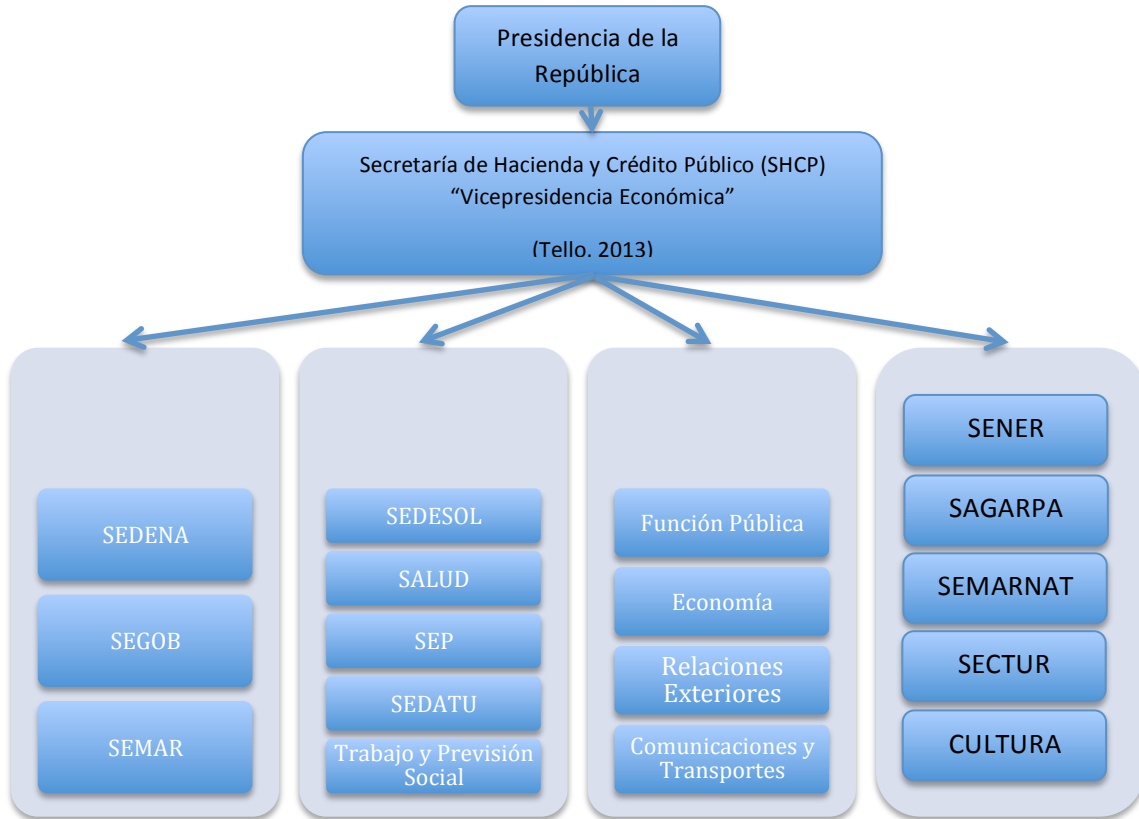 Presidencia de la
República
Secretaría de Hacienda y Crédito Público (SHCP)
“Vicepresidencia Económica”
(Tello, 2013)
SEDENA
SEGOB
SEMAR
SEDESOL
SALUD
SEP
SEDATU
Trabajo y Previsión
Social
Función Pública
Economía
Relaciones
Exteriores
Comunicaciones y
Transportes
SENER
SAGARPA
SEMARNAT
SECTUR
CULTURA